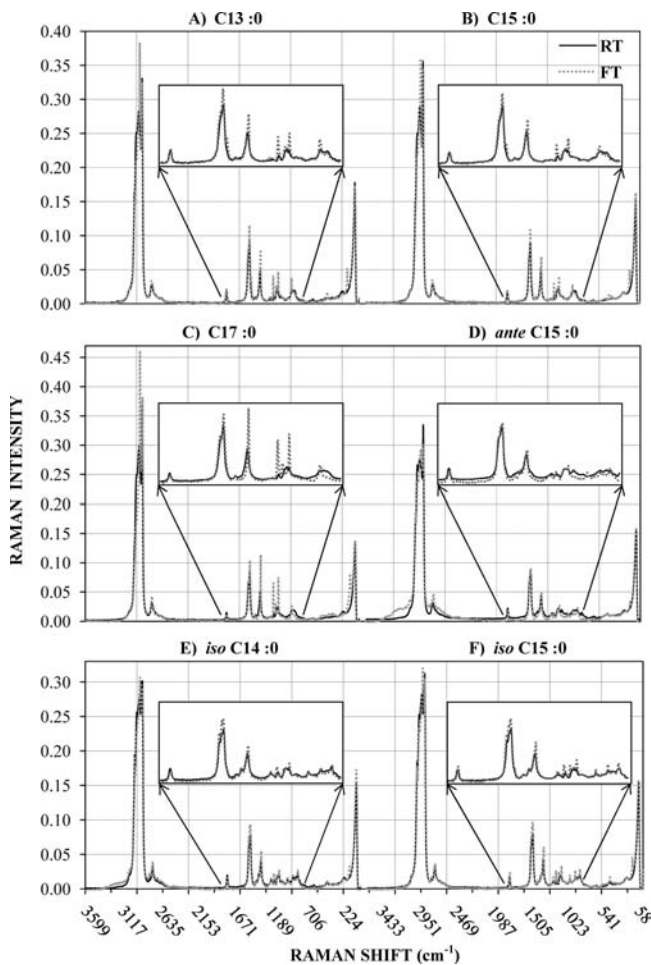 A) C13 :0
B) C15 :0
RT
FT
0.40
0.35
0.30
0.25
0.20
0.15
0.10
0.05
0.00
C) C17 :0
D) ante C15 :0
0.45
0.40
0.35
0.30
0.25
0.20
0.15
0.10
0.05
0.00
E) iso C14 :0
F) iso C15 :0
0.30
0.25
0.20
0.15
0.10
0.05
0.00
RAMAN INTENSITY
3599 3117 2635 2153 1671 1189 706 224 3433 2951 2469 1987 1505 1023 541 58
RAMAN SHIFT (cm⁻¹)